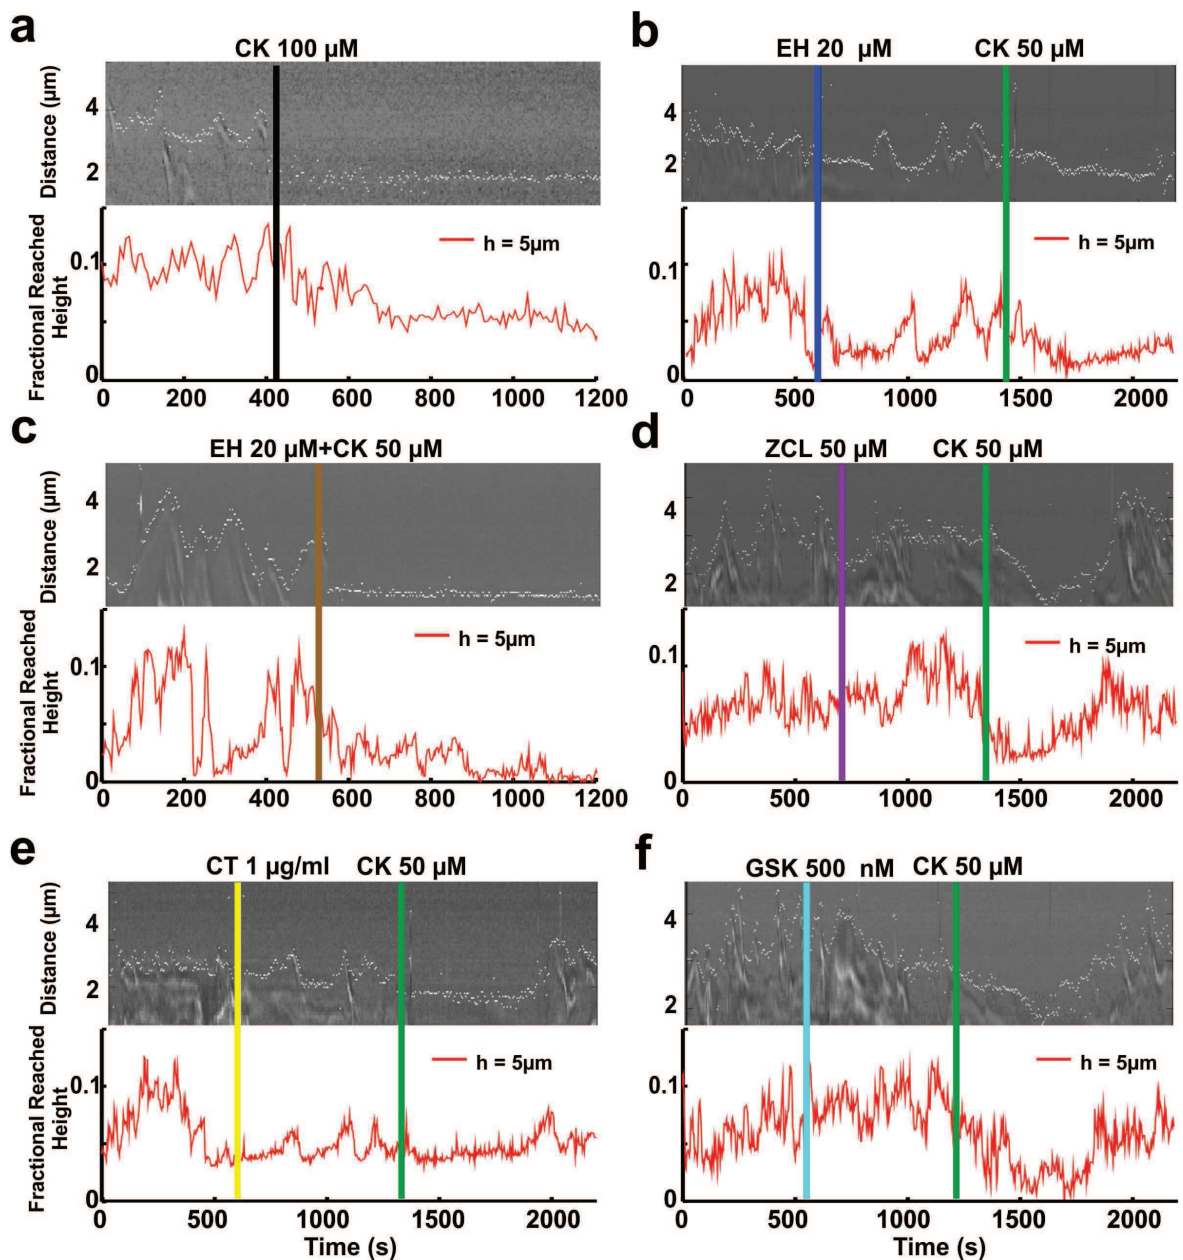 a
CK 100 µM
Distance (µm)
4
2
Fractional Reached
Height
0.1
0
h = 5µm
0 200 400 600 800 1000 1200
b
EH 20 µM CK 50 µM
4
2
0.1
0
h = 5µm
0 500 1000 1500 2000
c
EH 20 µM+CK 50 µM
Distance (µm)
4
2
Fractional Reached
Height
0.1
0
h = 5µm
0 200 400 600 800 1000 1200
d
ZCL 50 µM CK 50 µM
4
2
0.1
0
h = 5µm
0 500 1000 1500 2000
e
CT 1 µg/ml CK 50 µM
Distance (µm)
4
2
Fractional Reached
Height
0.1
0
h = 5µm
0 500 1000 1500 2000
Time (s)
f
GSK 500 nM CK 50 µM
4
2
0.1
0
h = 5µm
0 500 1000 1500 2000
Time (s)